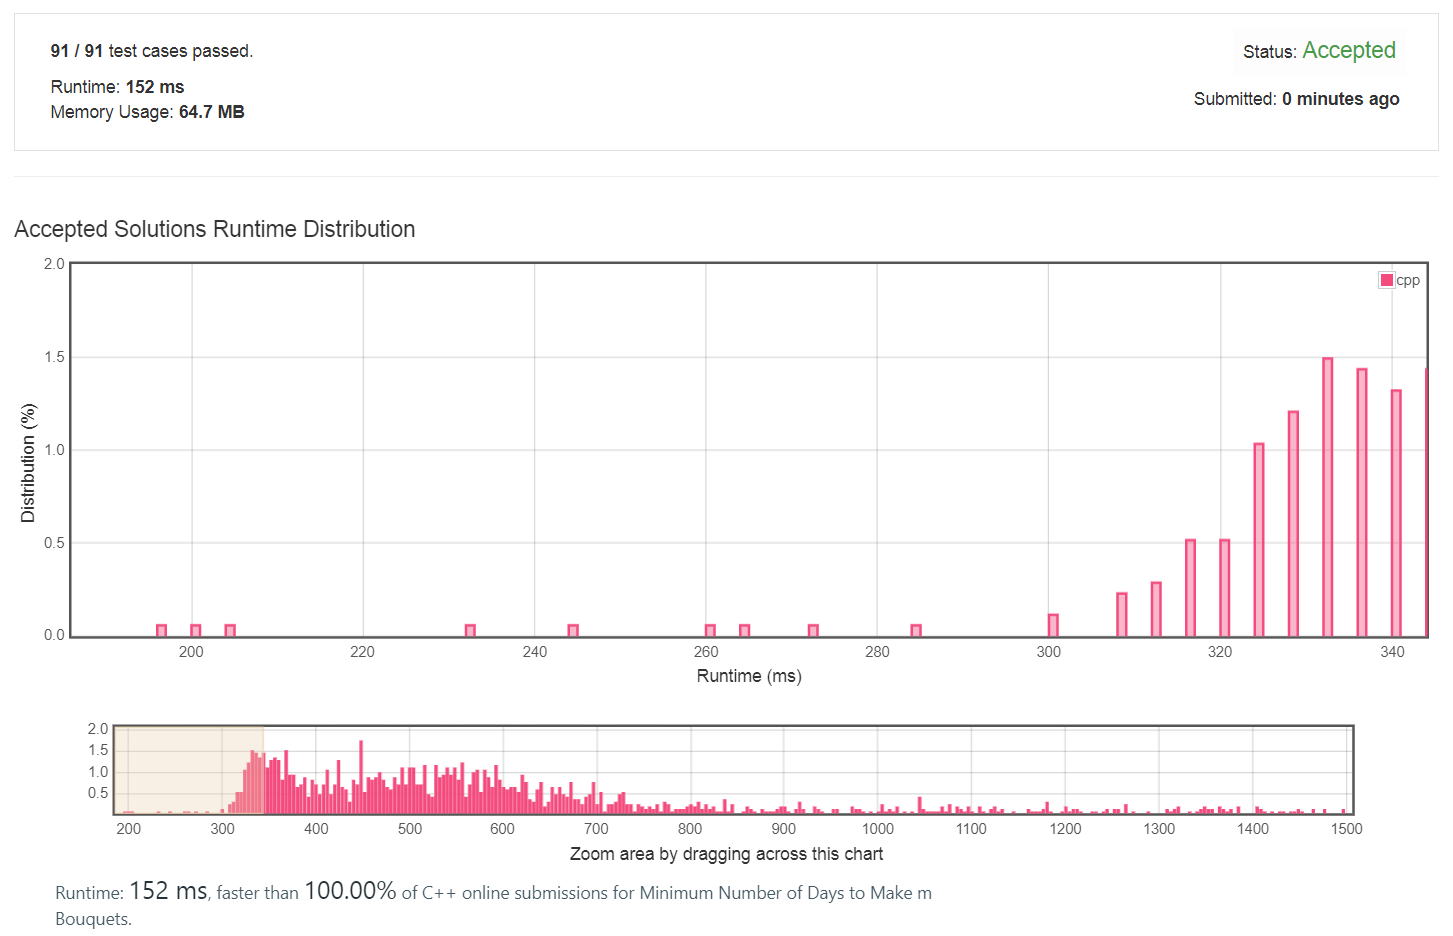 91 / 91 test cases passed.
Status: Accepted
Runtime: 152 ms
Memory Usage: 64.7 MB
Submitted: 0 minutes ago
Accepted Solutions Runtime Distribution
2.0
1.5
1.0
0.5
0.0
Distribution (%)
cpp
200 220 240 260 280 300 320 340
Runtime (ms)
2.0
1.5
1.0
0.5
200 300 400 500 600 700 800 900 1000 1100 1200 1300 1400 1500
Zoom area by dragging across this chart
Runtime: 152 ms, faster than 100.00% of C++ online submissions for Minimum Number of Days to Make m
Bouquets.